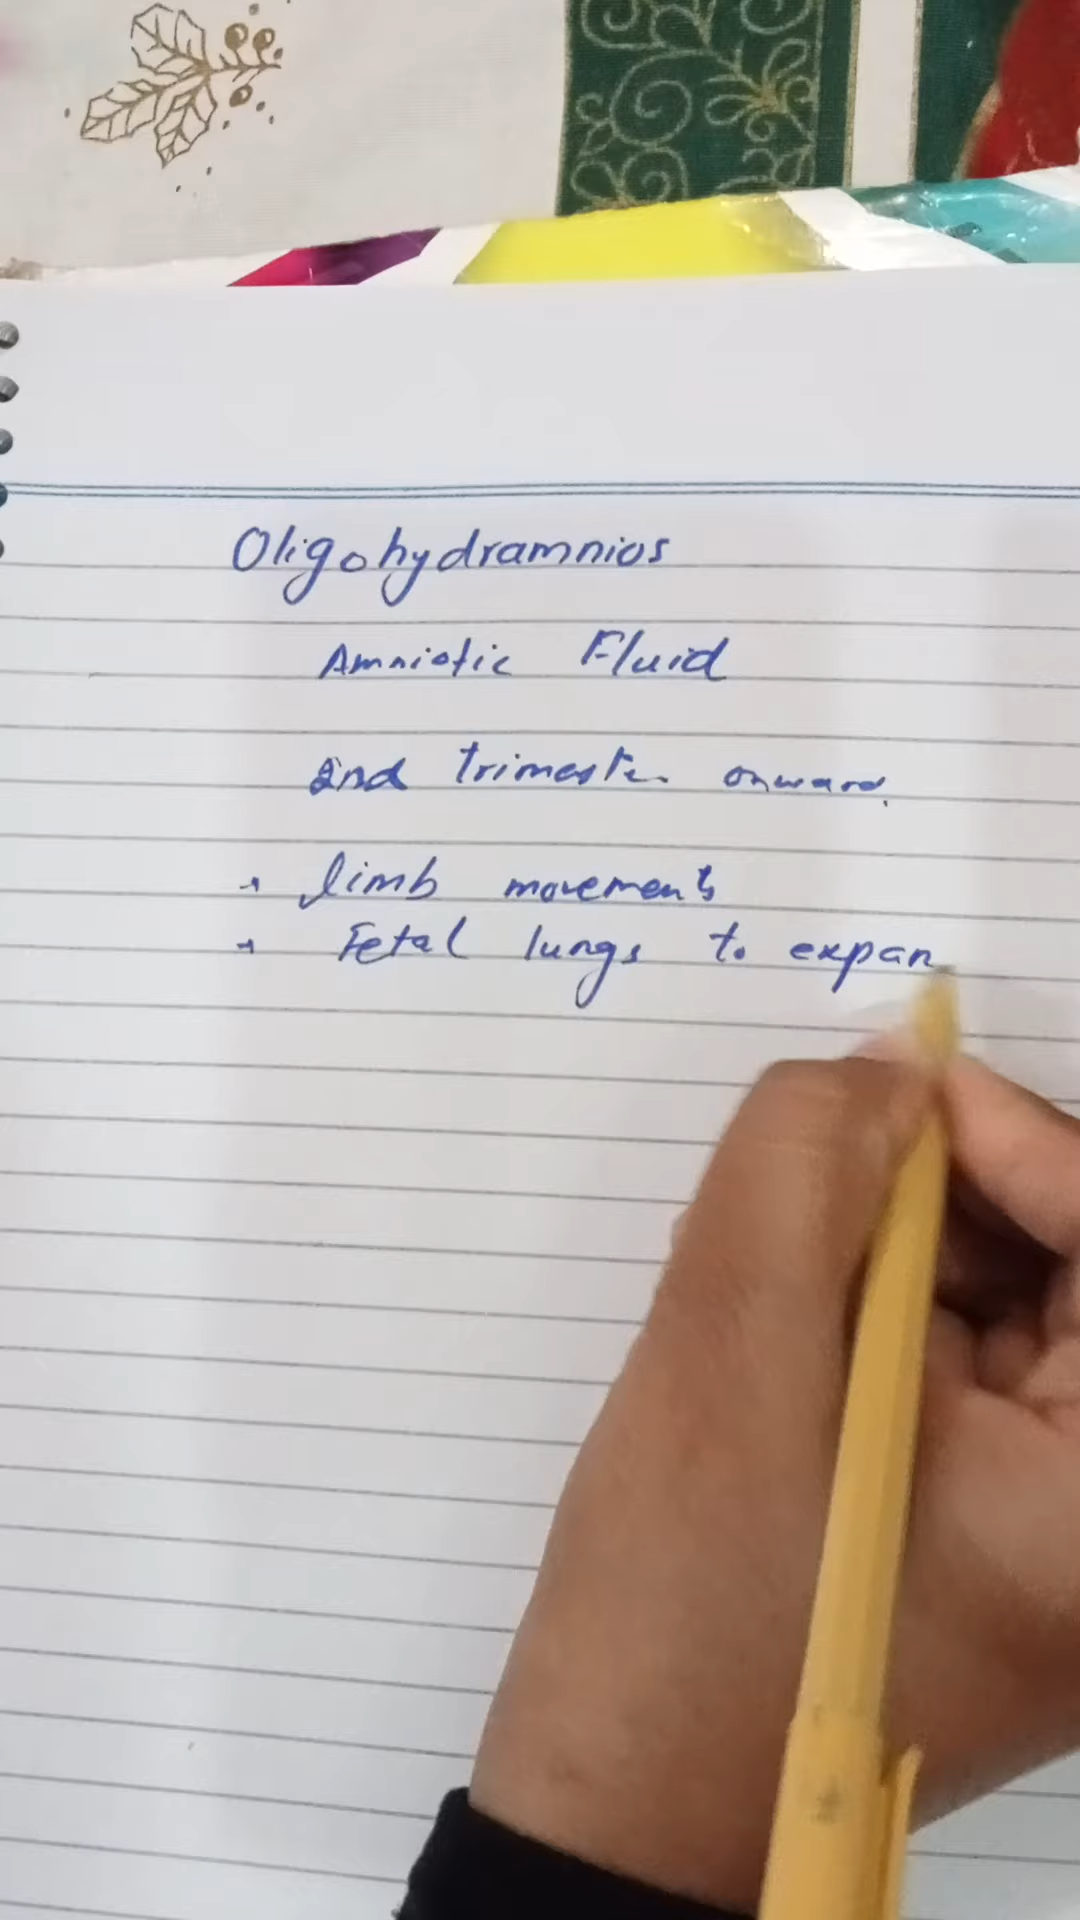 Oligohydramnios
Amniotic Fluid
2nd trimester onward.
limb movements
Fetal lungs to expan